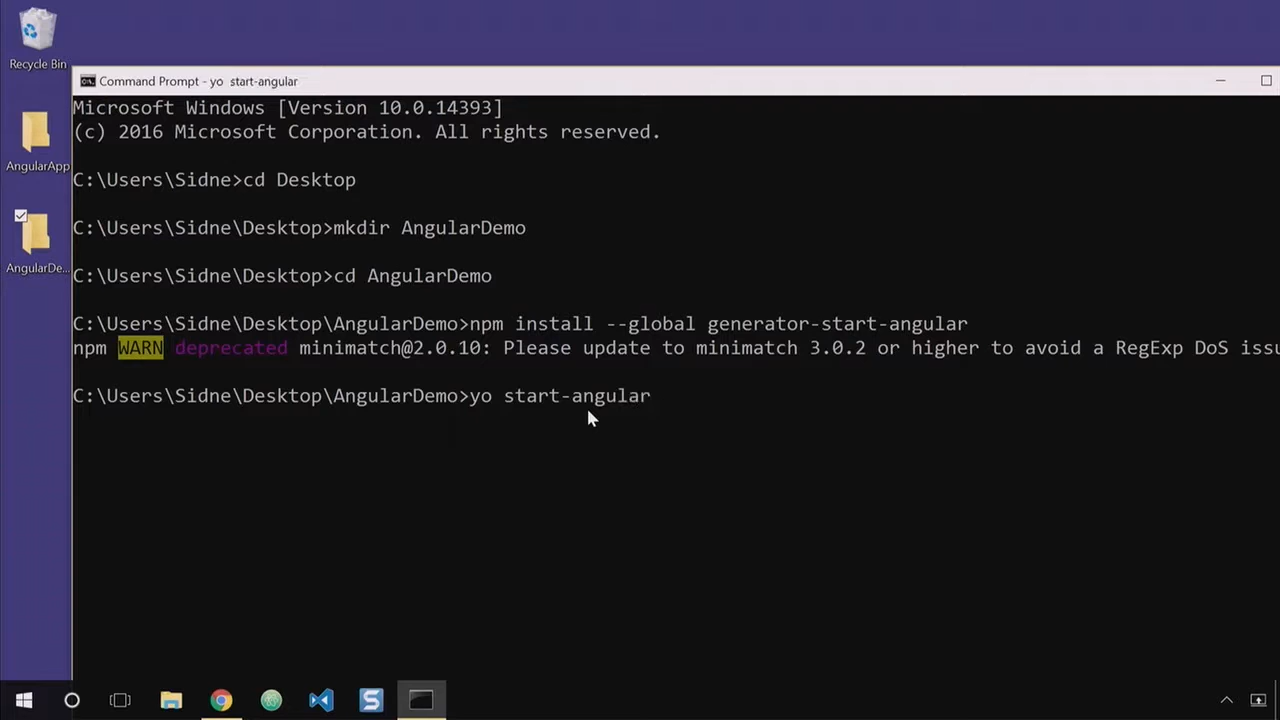 Recycle Bin
Command Prompt - yo  start-angular
Microsoft Windows [Version 10.0.14393]
(c) 2016 Microsoft Corporation. All rights reserved.
AngularApp
C:\Users\Sidne>cd Desktop
C:\Users\Sidne\Desktop>mkdir AngularDemo
AngularDe...
C:\Users\Sidne\Desktop>cd AngularDemo
C:\Users\Sidne\Desktop\AngularDemo>npm install --global generator-start-angular
npm WARN deprecated minimatch@2.0.10: Please update to minimatch 3.0.2 or higher to avoid a RegExp DoS issu
C:\Users\Sidne\Desktop\AngularDemo>yo start-angular